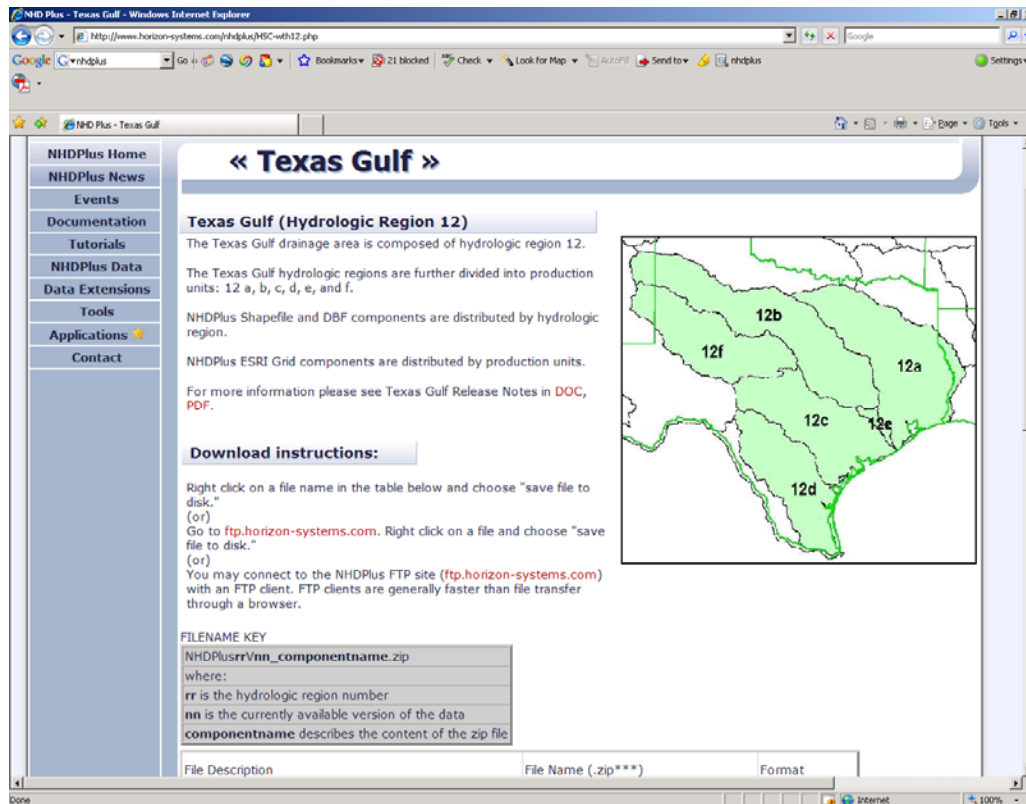 NHD Plus - Texas Gulf - Windows Internet Explorer
http://www.horizon-systems.com/nhdplus/HSC-wth12.php
Google
Google nhdplus Go Bookmarks 21 blocked Check Look for Map AutoFill Send to nhdplus Settings
NHD Plus - Texas Gulf
Page Tools
NHDPlus Home
NHDPlus News
Events
Documentation
Tutorials
NHDPlus Data
Data Extensions
Tools
Applications
Contact
« Texas Gulf »
Texas Gulf (Hydrologic Region 12)
The Texas Gulf drainage area is composed of hydrologic region 12.
The Texas Gulf hydrologic regions are further divided into production
units: 12 a, b, c, d, e, and f.
NHDPlus Shapefile and DBF components are distributed by hydrologic
region.
NHDPlus ESRI Grid components are distributed by production units.
For more information please see Texas Gulf Release Notes in DOC,
PDF.
12b
12f
12a
12c
12e
12d
Download instructions:
Right click on a file name in the table below and choose "save file to
disk."
(or)
Go to ftp.horizon-systems.com. Right click on a file and choose "save
file to disk."
(or)
You may connect to the NHDPlus FTP site (ftp.horizon-systems.com)
with an FTP client. FTP clients are generally faster than file transfer
through a browser.
FILENAME KEY
NHDPlusrrVnn_componentname.zip
where:
rr is the hydrologic region number
nn is the currently available version of the data
componentname describes the content of the zip file
File Description File Name (.zip***) Format
Done Internet 100%